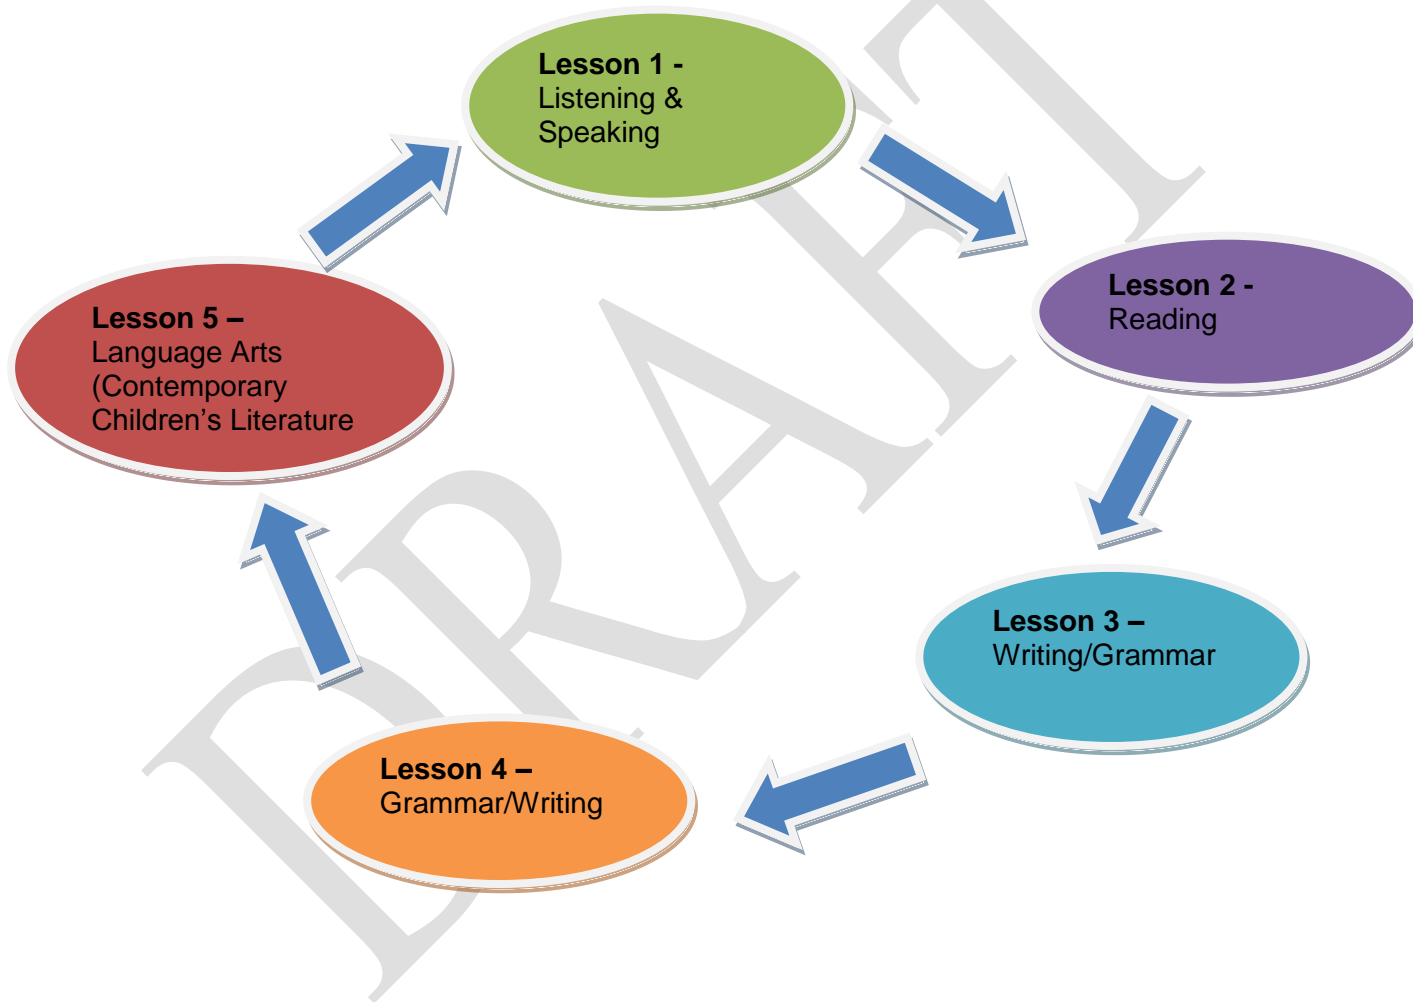 Lesson 1 -
Listening &
Speaking
Lesson 2 -
Reading
Lesson 3 –
Writing/Grammar
Lesson 4 –
Grammar/Writing
Lesson 5 –
Language Arts
(Contemporary
Children’s Literature
DRAFT